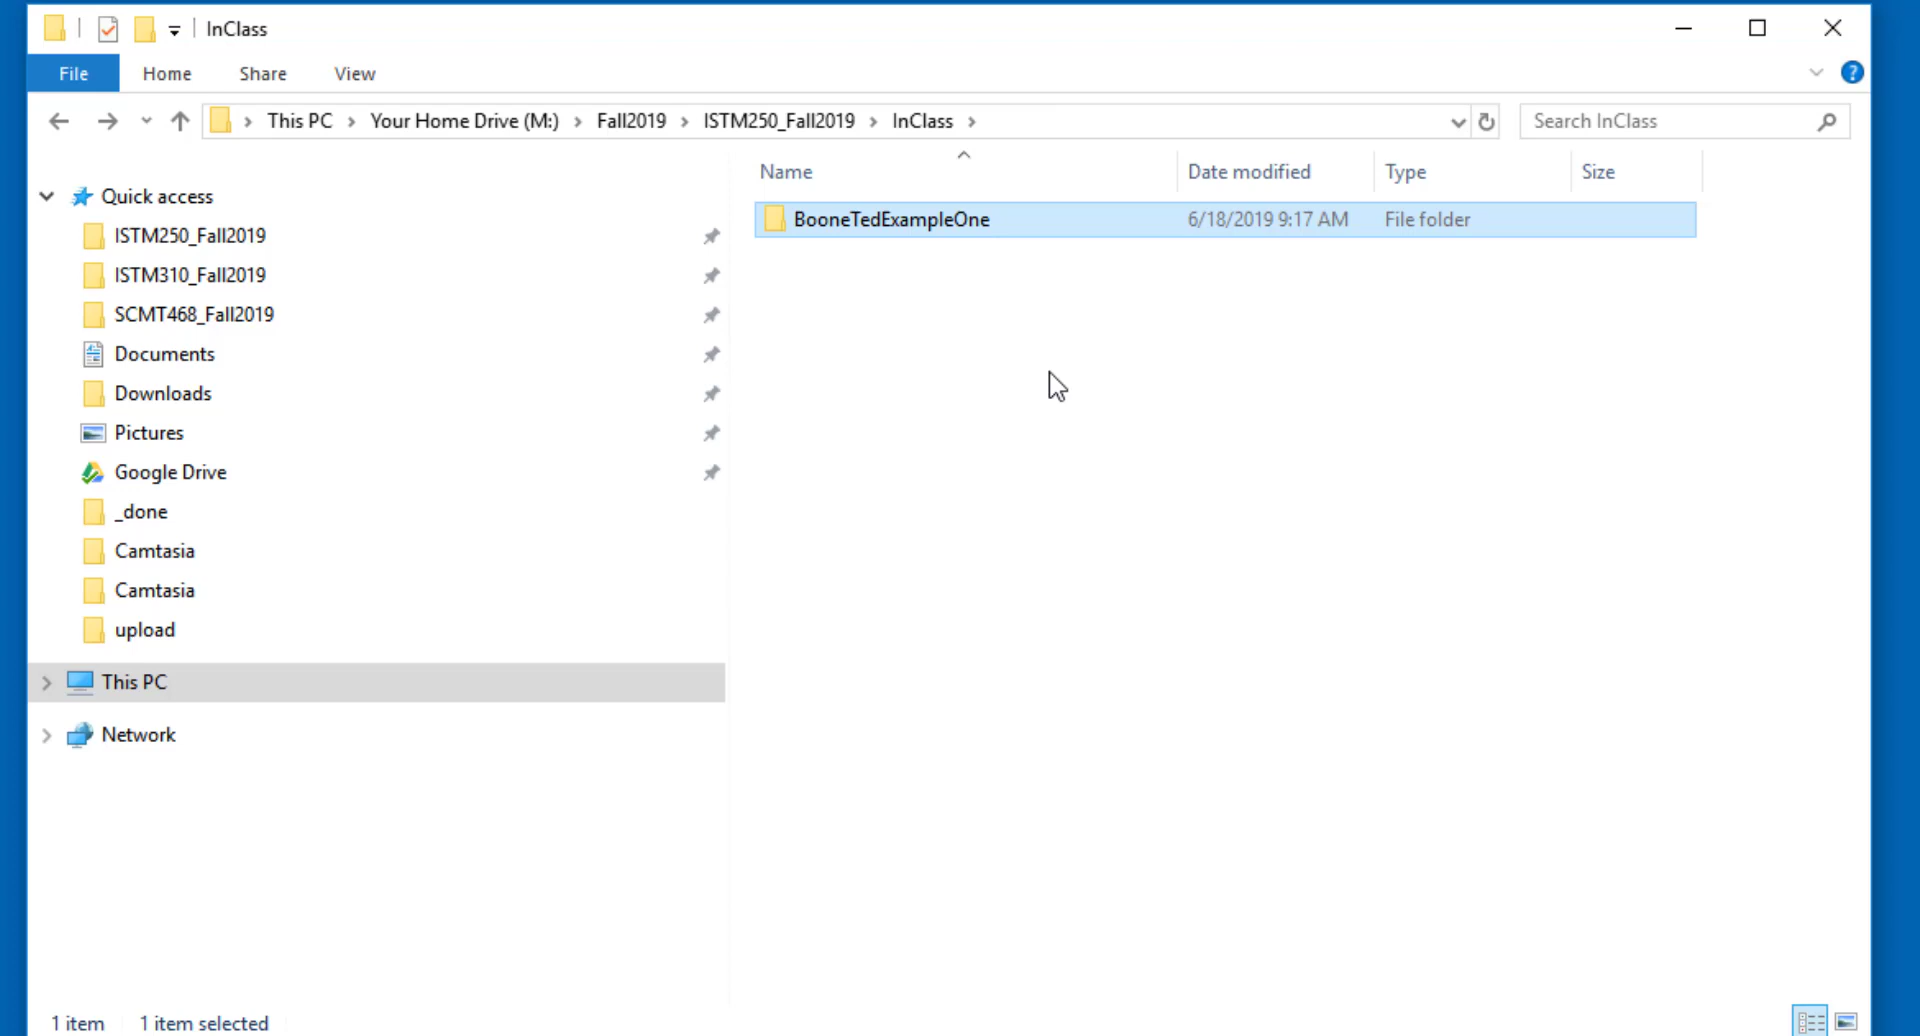 InClass
File Home Share View
This PC Your Home Drive (M:) Fall2019 ISTM250_Fall2019 InClass
Search InClass
Name Date modified Type Size
BooneTedExampleOne 6/18/2019 9:17 AM File folder
Quick access
ISTM250_Fall2019
ISTM310_Fall2019
SCMT468_Fall2019
Documents
Downloads
Pictures
Google Drive
_done
Camtasia
Camtasia
upload
This PC
Network
1 item 1 item selected